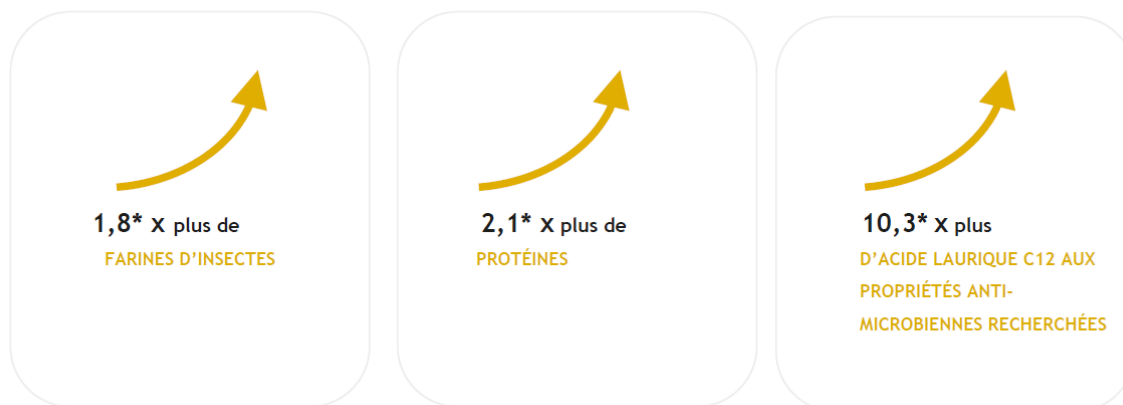 1,8* x plus de
FARINES D'INSECTES
2,1* x plus de
PROTÉINES
10,3* x plus
D'ACIDE LAURIQUE C12 AUX
PROPRIÉTÉS ANTI-
MICROBIENNES RECHERCHÉES